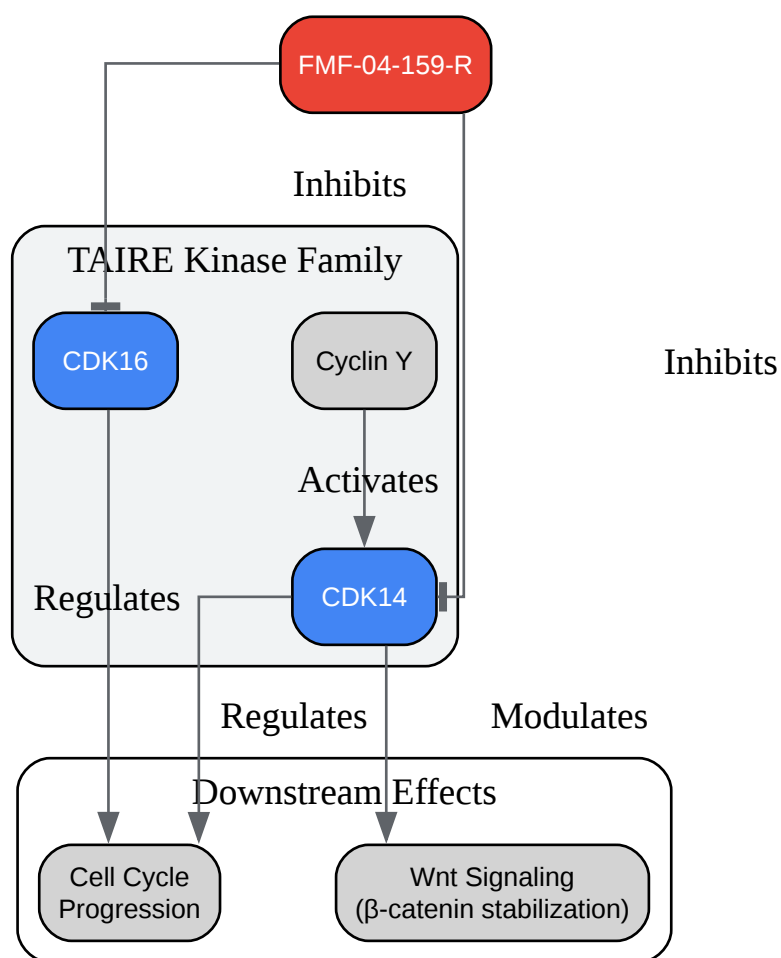 FMF-04-159-R
Inhibits
TAIRE Kinase Family
CDK16
Cyclin Y
Inhibits
Activates
Regulates
CDK14
Regulates
Modulates
Downstream Effects
Cell Cycle
Progression
Wnt Signaling
(β-catenin stabilization)